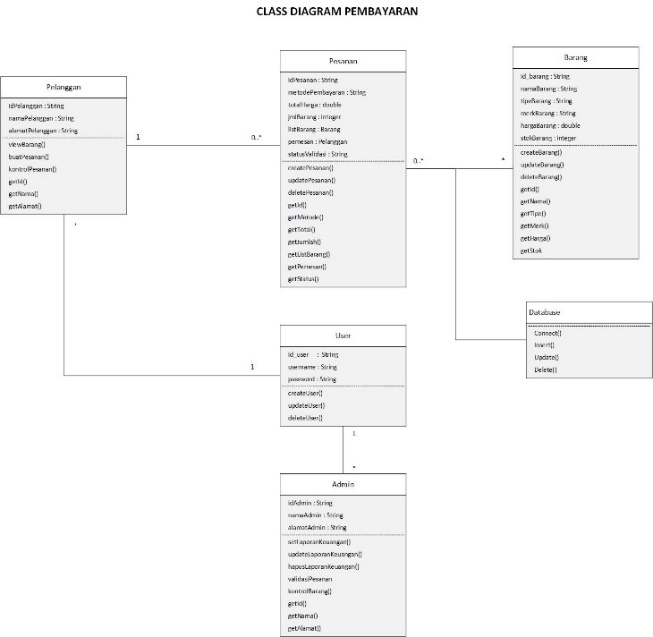 CLASS DIAGRAM PEMBAYARAN
Pelanggan
idPelanggan : String
namaPelanggan : String
alamatPelanggan : String
viewBarang()
buatPesanan()
kontrolPesanan()
getId()
getNama()
getAlamat()
1
0..*
Pesanan
idPesanan : String
metodePembayaran : String
totalHarga : double
jmlBarang : Integer
listBarang : Barang
pemesan : Pelanggan
statusValidasi : String
createPesanan()
updatePesanan()
deletePesanan()
getId()
getMetode()
getTotal()
getJumlah()
getListBarang()
getPemesan()
getStatus()
0..*
*
Barang
id_barang : String
namaBarang : String
tipeBarang : String
merkBarang : String
hargaBarang : double
stokBarang : Integer
createBarang()
updateBarang()
deleteBarang()
getId()
getNama()
getTipe()
getMerk()
getHarga()
getStok
Database
Connect()
Insert()
Update()
Delete()
*
1
User
id_user : String
username : String
password : String
createUser()
updateUser()
deleteUser()
1
*
Admin
idAdmin : String
namaAdmin : String
alamatAdmin : String
setLaporanKeuangan()
updateLaporanKeuangan()
hapusLaporanKeuangan()
validasiPesanan
kontrolBarang()
getId()
getNama()
getAlamat()